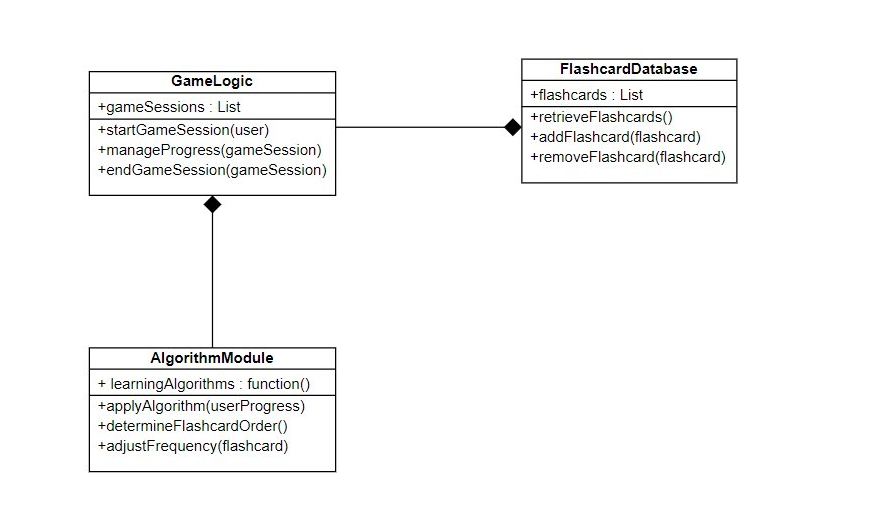 GameLogic
+gameSessions : List
+startGameSession(user)
+manageProgress(gameSession)
+endGameSession(gameSession)
FlashcardDatabase
+flashcards : List
+retrieveFlashcards()
+addFlashcard(flashcard)
+removeFlashcard(flashcard)
AlgorithmModule
+ learningAlgorithms : function()
+applyAlgorithm(userProgress)
+determineFlashcardOrder()
+adjustFrequency(flashcard)